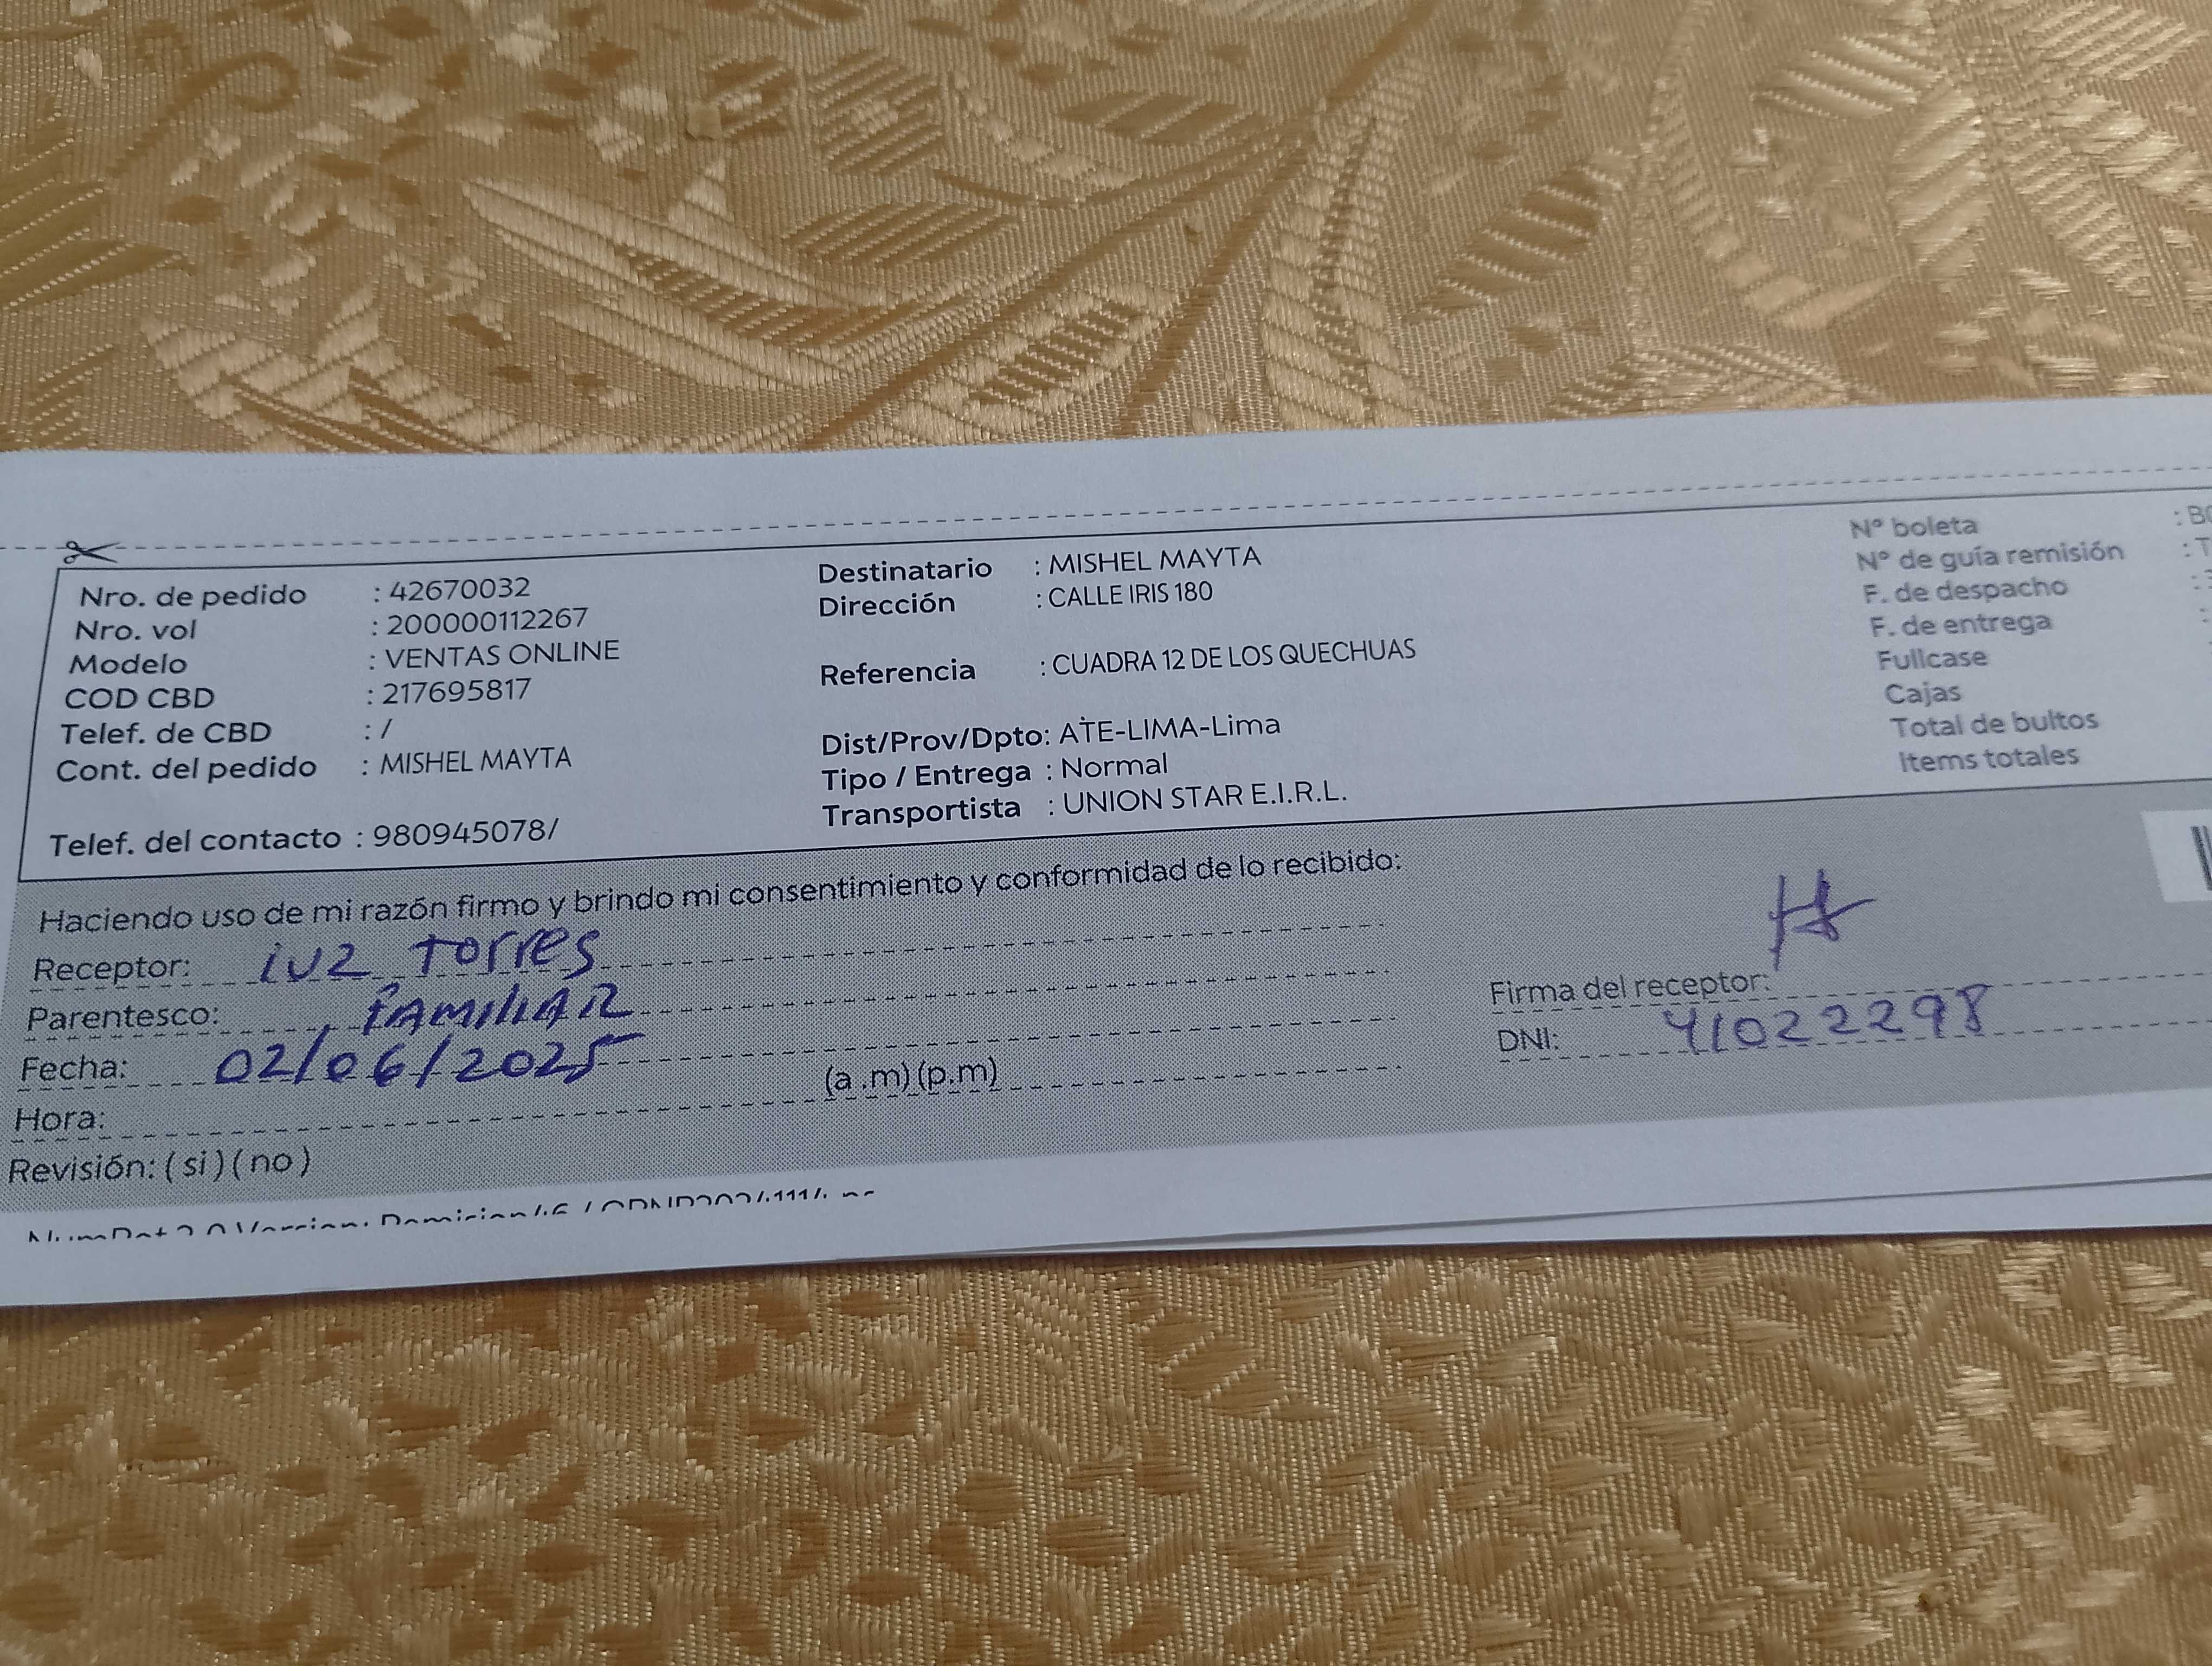 Nro. de pedido : 42670032
Nro. vol : 200000112267
Modelo : VENTAS ONLINE
COD CBD : 217695817
Telef. de CBD : /
Cont. del pedido : MISHEL MAYTA
Telef. del contacto : 980945078/
Destinatario : MISHEL MAYTA
Dirección : CALLE IRIS 180
Referencia : CUADRA 12 DE LOS QUECHUAS
Dist/Prov/Dpto: ATE-LIMA-Lima
Tipo / Entrega : Normal
Transportista : UNION STAR E.I.R.L.
N° boleta
N° de guía remisión
F. de despacho
F. de entrega
Fullcase
Cajas
Total de bultos
Items totales
Haciendo uso de mi razón firmo y brindo mi consentimiento y conformidad de lo recibido:
Receptor: luz Torres
Parentesco: FAMILIAR
Fecha: 02/06/2025
Hora: (a .m) (p.m)
Revisión: ( si ) ( no )
Firma del receptor:
DNI: 41022298